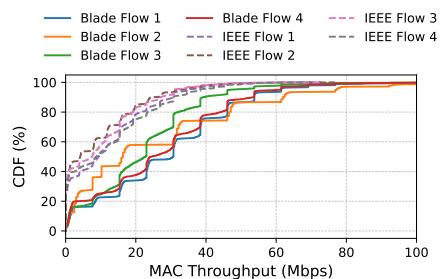 Blade Flow 1
Blade Flow 2
Blade Flow 3
Blade Flow 4
IEEE Flow 1
IEEE Flow 2
IEEE Flow 3
IEEE Flow 4
CDF (%)
100
80
60
40
20
0
0 20 40 60 80 100
MAC Throughput (Mbps)